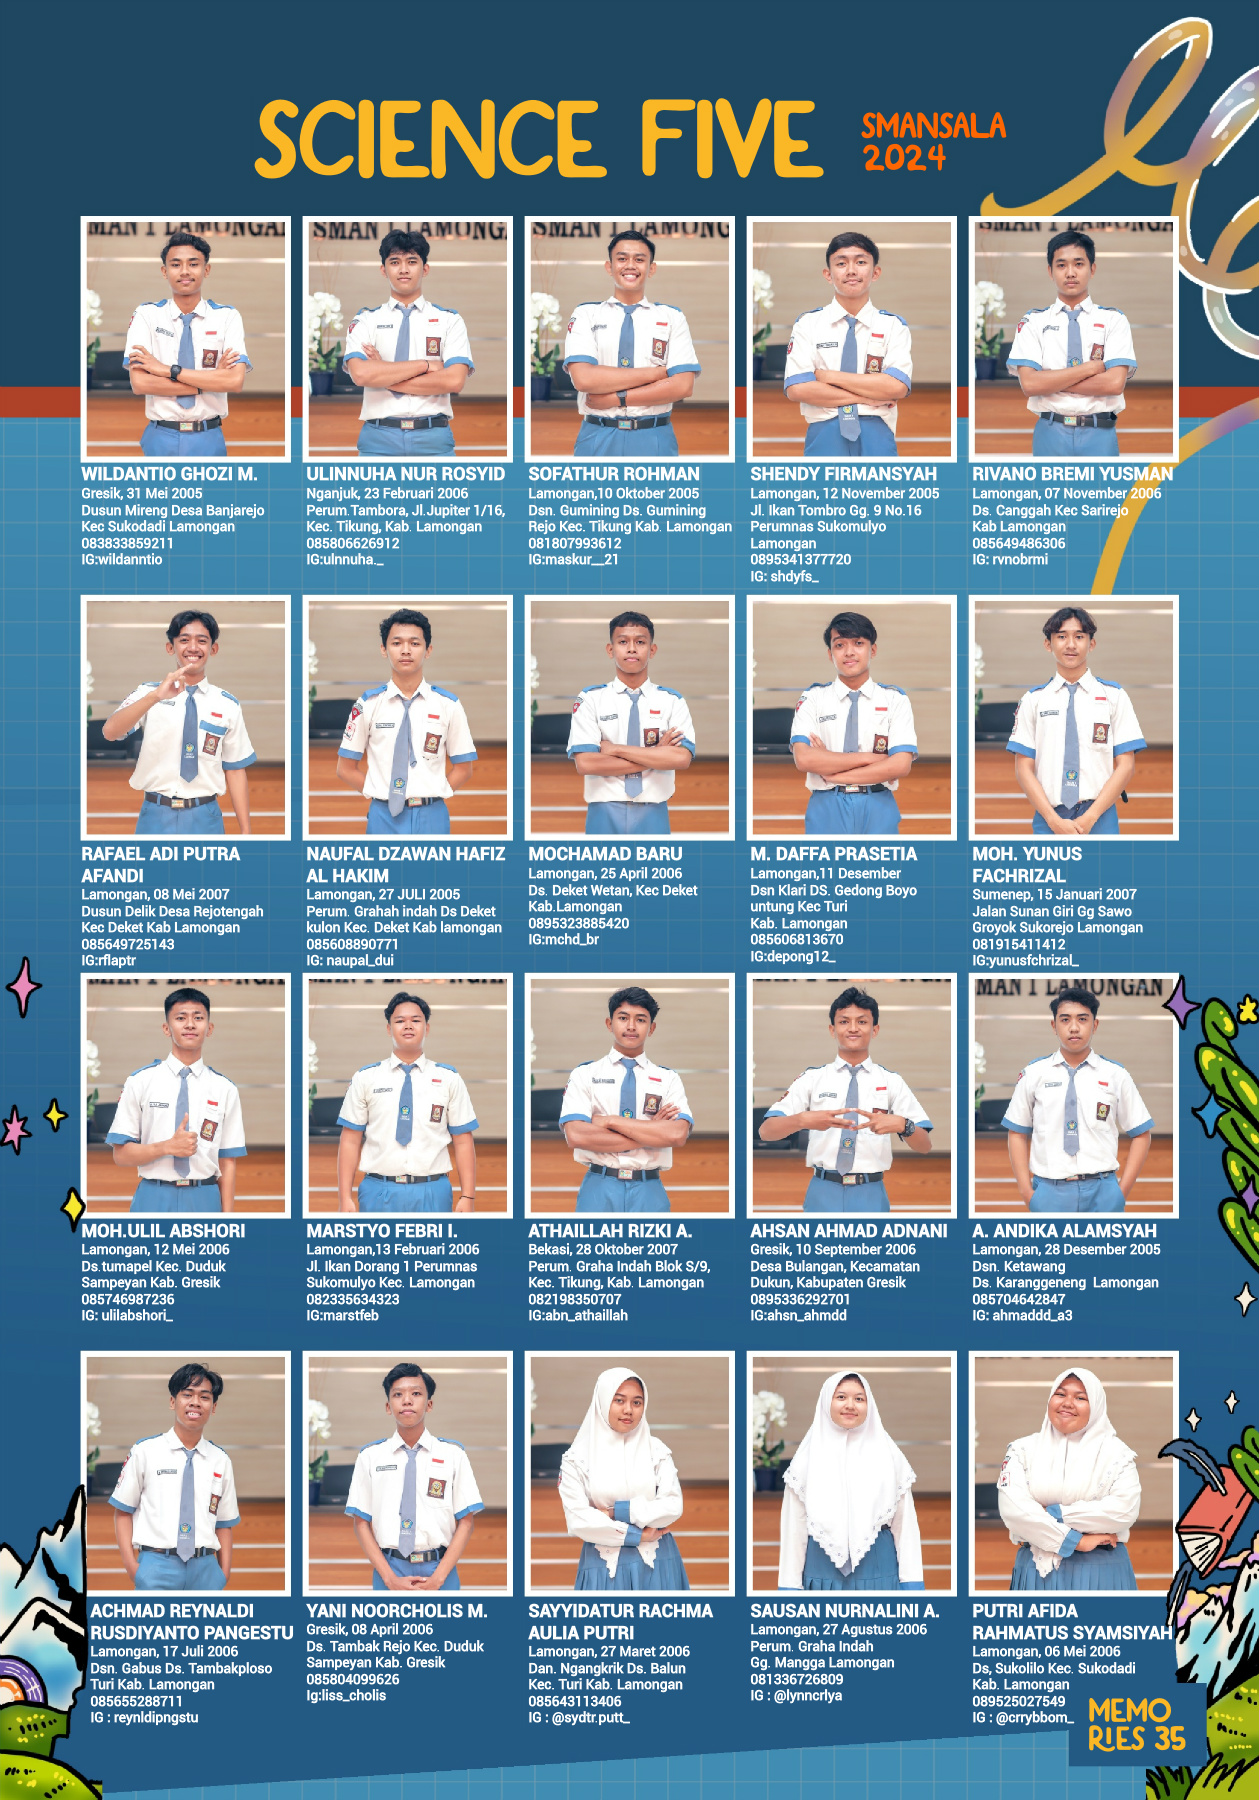 SCIENCE FIVE
SMANSALA
2024
MAN 1 LAMONGAN
SMAN 1 LAMONGAN
SMAN 1 LAMONGAN
SMAN 1 LAMONGAN
WILDANTIO GHOZI M.
Gresik, 31 Mei 2005
Dusun Mireng Desa Banjarejo
Kec Sukodadi Lamongan
083833859211
IG:wildanntio
ULINNUHA NUR ROSYID
Nganjuk, 23 Februari 2006
Perum.Tambora, Jl.Jupiter 1/16,
Kec. Tikung, Kab. Lamongan
085806626912
IG:ulnnuha._
SOFATHUR ROHMAN
Lamongan,10 Oktober 2005
Dsn. Gumining Ds. Gumining
Rejo Kec. Tikung Kab. Lamongan
081807993612
IG:maskur__21
SHENDY FIRMANSYAH
Lamongan, 12 November 2005
Jl. Ikan Tombro Gg. 9 No.16
Perumnas Sukomulyo
Lamongan
0895341377720
IG: shdyfs_
RIVANO BREMI YUSMAN
Lamongan, 07 November 2006
Ds. Canggah Kec Sarirejo
Kab Lamongan
085649486306
IG: rvnobrmi
RAFAEL ADI PUTRA
AFANDI
Lamongan, 08 Mei 2007
Dusun Delik Desa Rejotengah
Kec Deket Kab Lamongan
085649725143
IG:rflaptr
NAUFAL DZAWAN HAFIZ
AL HAKIM
Lamongan, 27 JULI 2005
Perum. Grahah indah Ds Deket
kulon Kec. Deket Kab lamongan
085608890771
IG: naupal_dui
MOCHAMAD BARU
Lamongan, 25 April 2006
Ds. Deket Wetan, Kec Deket
Kab.Lamongan
0895323885420
IG:mchd_br
M. DAFFA PRASETIA
Lamongan,11 Desember
Dsn Klari DS. Gedong Boyo
untung Kec Turi
Kab. Lamongan
085606813670
IG:depong12_
MOH. YUNUS
FACHRIZAL
Sumenep, 15 Januari 2007
Jalan Sunan Giri Gg Sawo
Groyok Sukorejo Lamongan
081915411412
IG:yunusfchrizal_
MAN 1 LAMONGAN
MOH.ULIL ABSHORI
Lamongan, 12 Mei 2006
Ds.tumapel Kec. Duduk
Sampeyan Kab. Gresik
085746987236
IG: ulilabshori_
MARSTYO FEBRI I.
Lamongan,13 Februari 2006
Jl. Ikan Dorang 1 Perumnas
Sukomulyo Kec. Lamongan
082335634323
IG:marstfeb
ATHAILLAH RIZKI A.
Bekasi, 28 Oktober 2007
Perum. Graha Indah Blok S/9,
Kec. Tikung, Kab. Lamongan
082198350707
IG:abn_athaillah
AHSAN AHMAD ADNANI
Gresik, 10 September 2006
Desa Bulangan, Kecamatan
Dukun, Kabupaten Gresik
0895336292701
IG:ahsn_ahmdd
A. ANDIKA ALAMSYAH
Lamongan, 28 Desember 2005
Dsn. Ketawang
Ds. Karanggeneng Lamongan
085704642847
IG: ahmaddd_a3
ACHMAD REYNALDI
RUSDIYANTO PANGESTU
Lamongan, 17 Juli 2006
Dsn. Gabus Ds. Tambakploso
Turi Kab. Lamongan
085655288711
IG : reynldipngstu
YANI NOORCHOLIS M.
Gresik, 08 April 2006
Ds. Tambak Rejo Kec. Duduk
Sampeyan Kab. Gresik
085804099626
Ig:liss_cholis
SAYYIDATUR RACHMA
AULIA PUTRI
Lamongan, 27 Maret 2006
Dan. Ngangkrik Ds. Balun
Kec. Turi Kab. Lamongan
085643113406
IG : @sydtr.putt_
SAUSAN NURNALINI A.
Lamongan, 27 Agustus 2006
Perum. Graha Indah
Gg. Mangga Lamongan
081336726809
IG : @lynncrlya
PUTRI AFIDA
RAHMATUS SYAMSIYAH
Lamongan, 06 Mei 2006
Ds, Sukolilo Kec. Sukodadi
Kab. Lamongan
089525027549
IG : @crrybbom_
MEMO
RIES 35